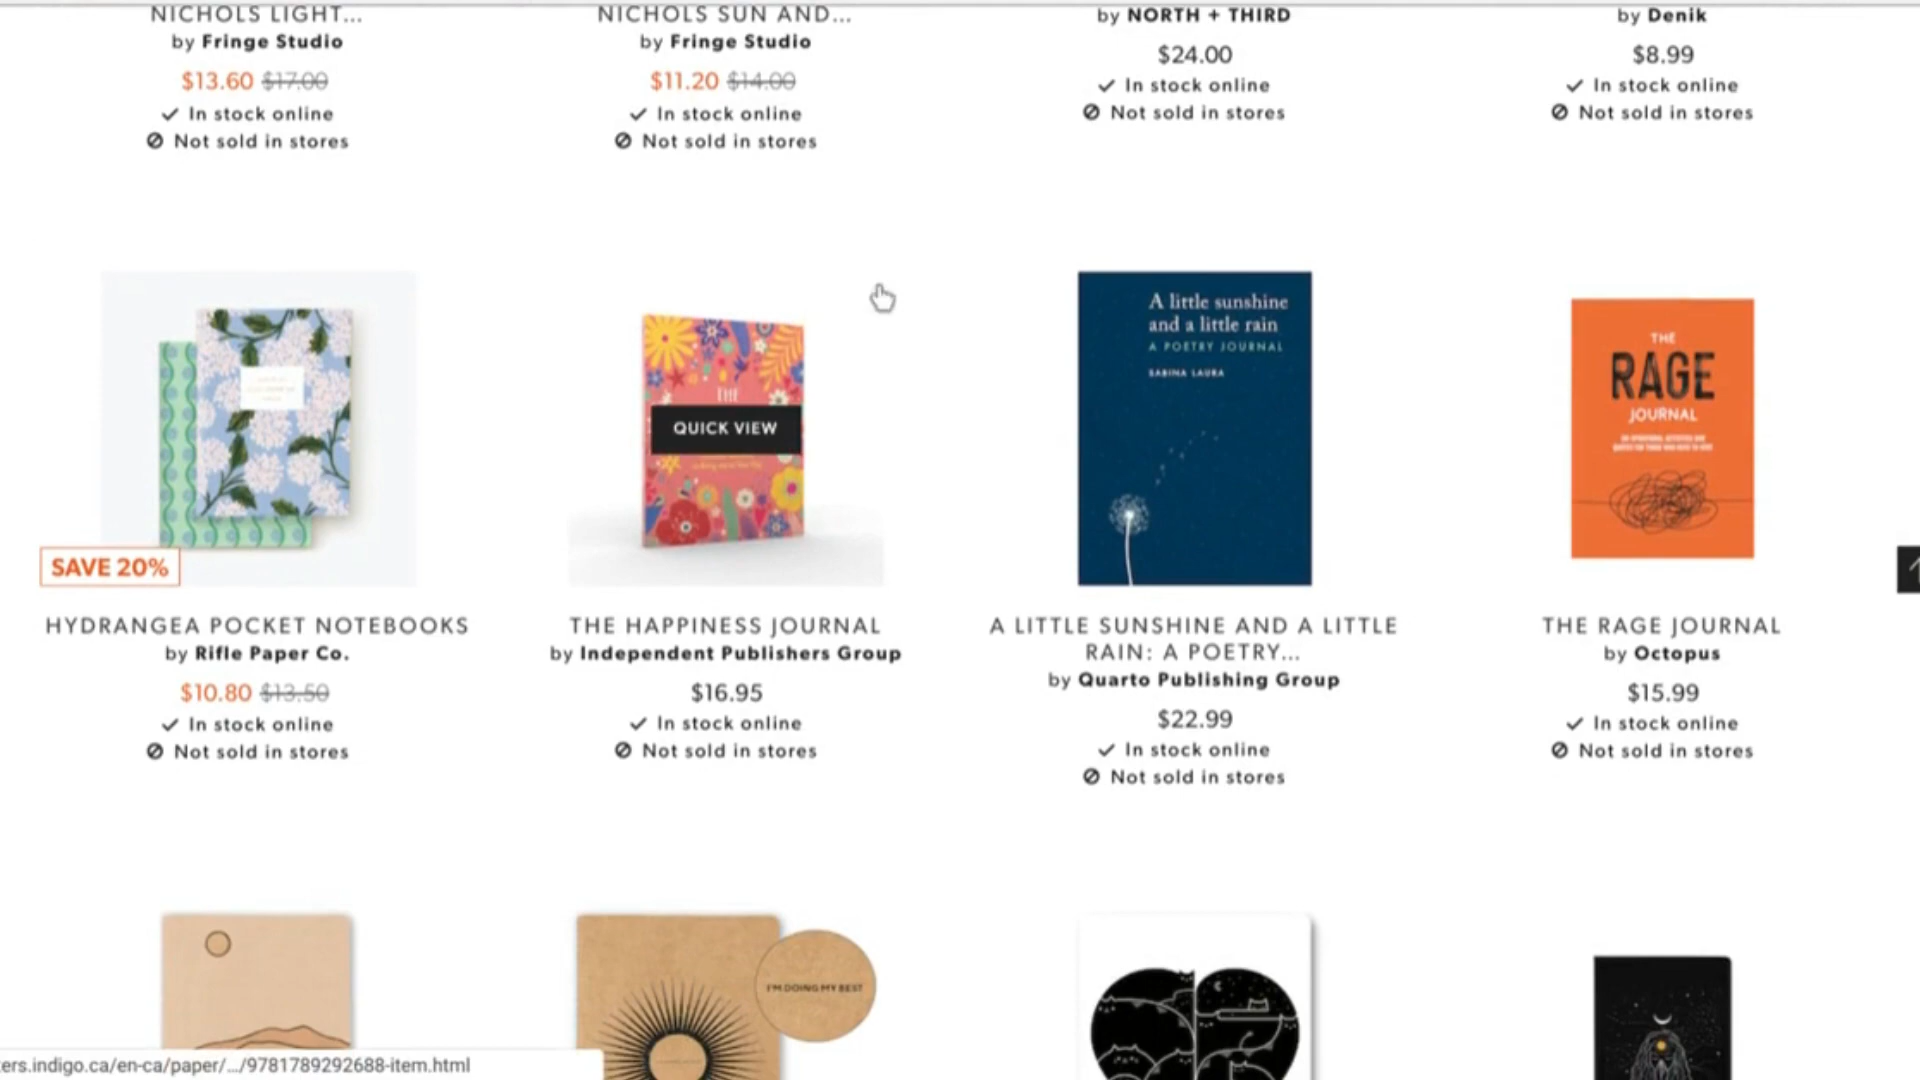 NICHOLS LIGHT...
by Fringe Studio
$13.60 $17.00
In stock online
Not sold in stores
NICHOLS SUN AND...
by Fringe Studio
$11.20 $14.00
In stock online
Not sold in stores
by NORTH + THIRD
$24.00
In stock online
Not sold in stores
by Denik
$8.99
In stock online
Not sold in stores
SAVE 20%
HYDRANGEA POCKET NOTEBOOKS
by Rifle Paper Co.
$10.80 $13.50
In stock online
Not sold in stores
THE
QUICK VIEW
THE HAPPINESS JOURNAL
by Independent Publishers Group
$16.95
In stock online
Not sold in stores
A little sunshine
and a little rain
A POETRY JOURNAL
SABINA LAURA
A LITTLE SUNSHINE AND A LITTLE
RAIN: A POETRY...
by Quarto Publishing Group
$22.99
In stock online
Not sold in stores
THE
RAGE
JOURNAL
THE RAGE JOURNAL
by Octopus
$15.99
In stock online
Not sold in stores
I'M DOING MY BEST
ters.indigo.ca/en-ca/paper/.../9781789292688-item.html